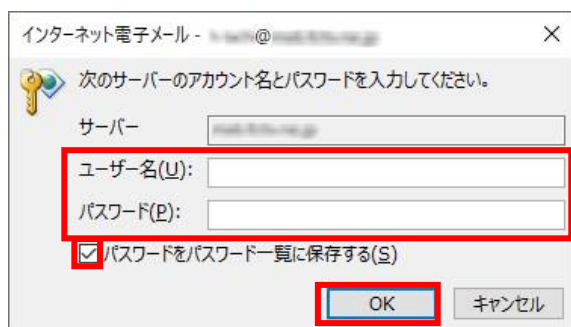 インターネット電子メール - @
次のサーバーのアカウント名とパスワードを入力してください。
サーバー
ユーザー名(U):
パスワード(P):
パスワードをパスワード一覧に保存する(S)
OK キャンセル